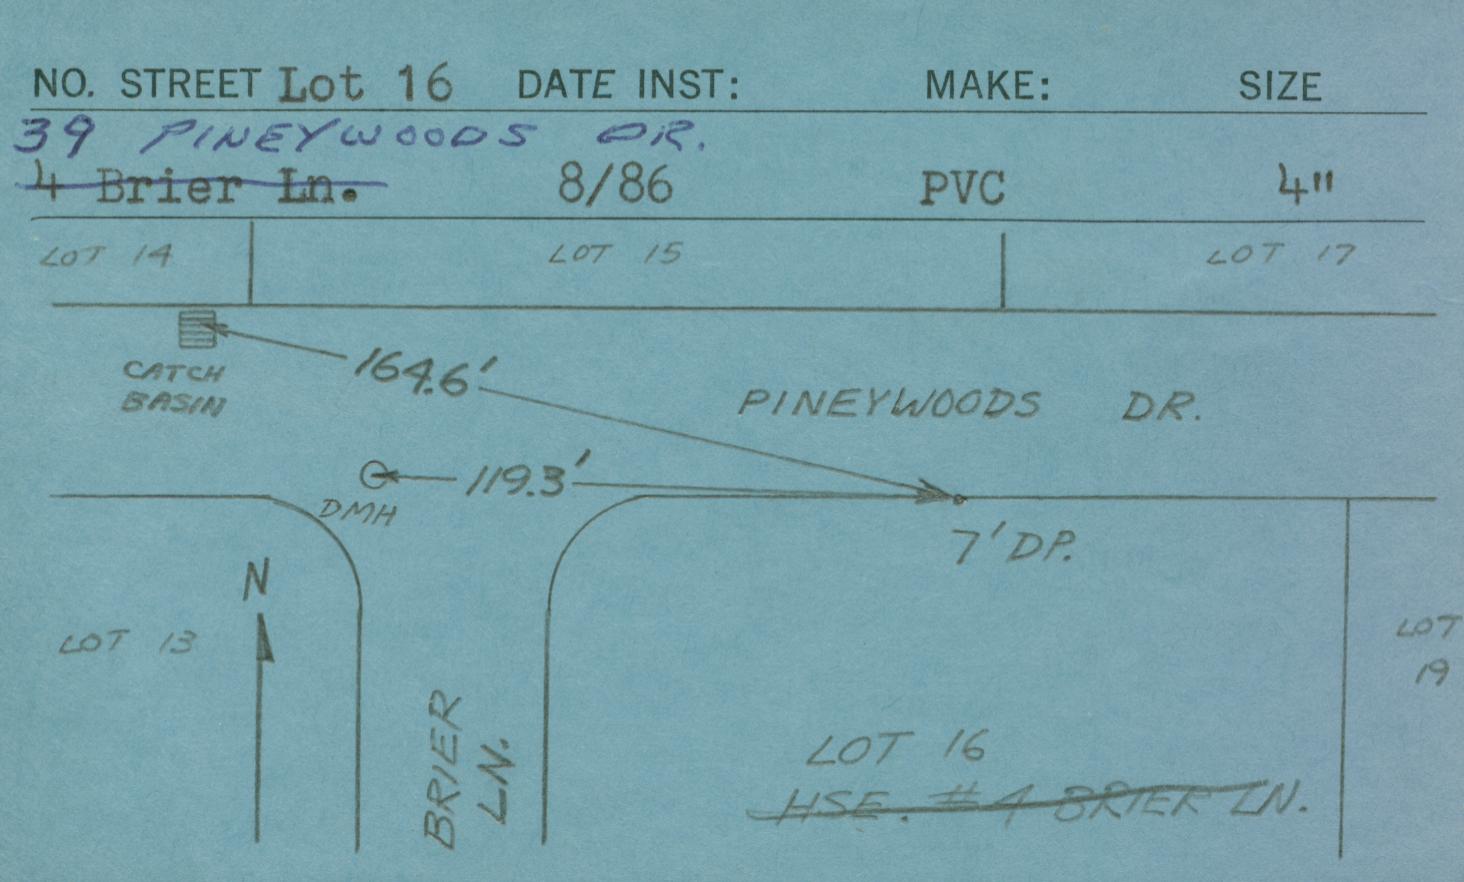 NO. STREET Lot 16 DATE INST: MAKE: SIZE
39 PINEYWOODS DR.
4 Brier Ln. 8/86 PVC 4"
LOT 14 LOT 15 LOT 17
164.6'
CATCH
BASIN
PINEYWOODS DR.
119.3'
DMH
7' DP.
N
LOT 13
LOT
19
BRIER
LN.
LOT 16
HSE. #4 BRIER LN.